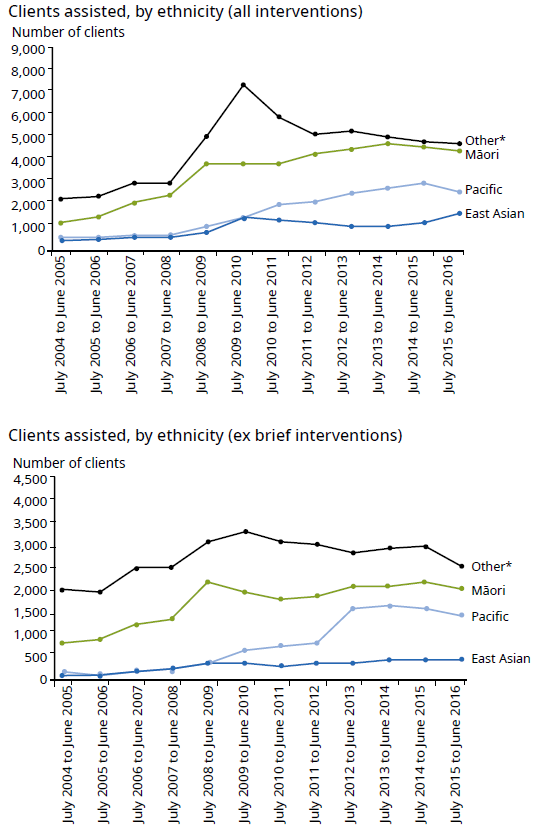 Clients assisted, by ethnicity (all interventions)
Number of clients
9,000
8,000
7,000
6,000
5,000
4,000
3,000
2,000
1,000
0
Other*
Māori
Pacific
East Asian
July 2004 to June 2005
July 2005 to June 2006
July 2006 to June 2007
July 2007 to June 2008
July 2008 to June 2009
July 2009 to June 2010
July 2010 to June 2011
July 2011 to June 2012
July 2012 to June 2013
July 2013 to June 2014
July 2014 to June 2015
July 2015 to June 2016
Clients assisted, by ethnicity (ex brief interventions)
Number of clients
4,500
4,000
3,500
3,000
2,500
2,000
1,500
1,000
500
0
Other*
Māori
Pacific
East Asian
July 2004 to June 2005
July 2005 to June 2006
July 2006 to June 2007
July 2007 to June 2008
July 2008 to June 2009
July 2009 to June 2010
July 2010 to June 2011
July 2011 to June 2012
July 2012 to June 2013
July 2013 to June 2014
July 2014 to June 2015
July 2015 to June 2016